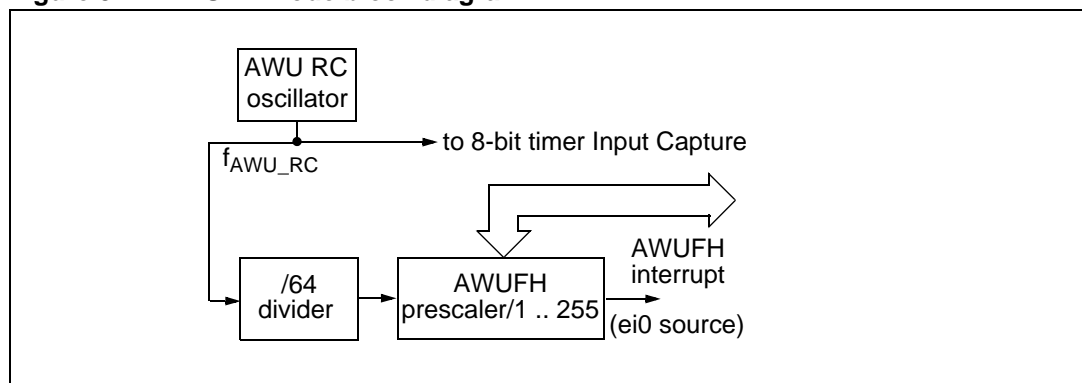 AWU RC
oscillator
to 8-bit timer Input Capture
fAWU_RC
AWUFH
interrupt
/64
divider
AWUFH
prescaler/1 .. 255
(ei0 source)